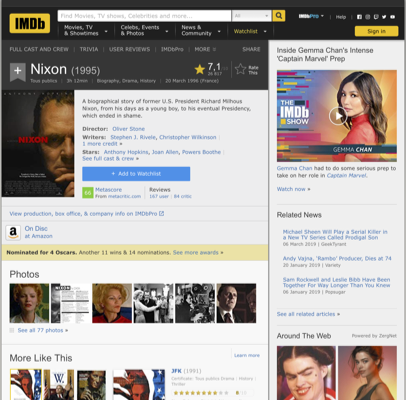 IMDb
Find Movies, TV shows, Celebrities and more...
All
IMDbPro
Help
Movies, TV
& Showtimes
Celebs, Events
& Photos
News &
Community
Watchlist
Sign in
FULL CAST AND CREW | TRIVIA | USER REVIEWS | IMDbPro | MORE
SHARE
Nixon (1995)
Tous publics | 3h 12min | Biography, Drama, History | 20 March 1996 (France)
7,1
Rate
This
NIXON
A biographical story of former U.S. President Richard Milhous
Nixon, from his days as a young boy, to his eventual Presidency,
which ended in shame.
Director: Oliver Stone
Writers: Stephen J. Rivele, Christopher Wilkinson |
1 more credit »
Stars: Anthony Hopkins, Joan Allen, Powers Boothe |
See full cast & crew »
+ Add to Watchlist
66
Metascore
From metacritic.com
Reviews
167 user | 84 critic
View production, box office, & company info on IMDbPro
a
On Disc
at Amazon
Nominated for 4 Oscars. Another 11 wins & 14 nominations. See more awards »
Photos
See all 77 photos »
More Like This
Learn more
W.
JFK (1991)
Inside Gemma Chan's Intense
'Captain Marvel' Prep
THE
IMDb
SHOW
GEMMA CHAN
Gemma Chan had to do some serious prep to
take on her role in Captain Marvel.
Watch now »
Related News
Michael Sheen Will Play a Serial Killer in
a New TV Series Called Prodigal Son
06 March 2019 | GeekTyrant
Andy Vajna, 'Rambo' Producer, Dies at 74
20 January 2019 | Variety
Sam Rockwell and Leslie Bibb Have Been
Together For Way Longer Than You Knew
06 January 2019 | Popsugar
See all related articles »
Around The Web
Powered by ZergNet